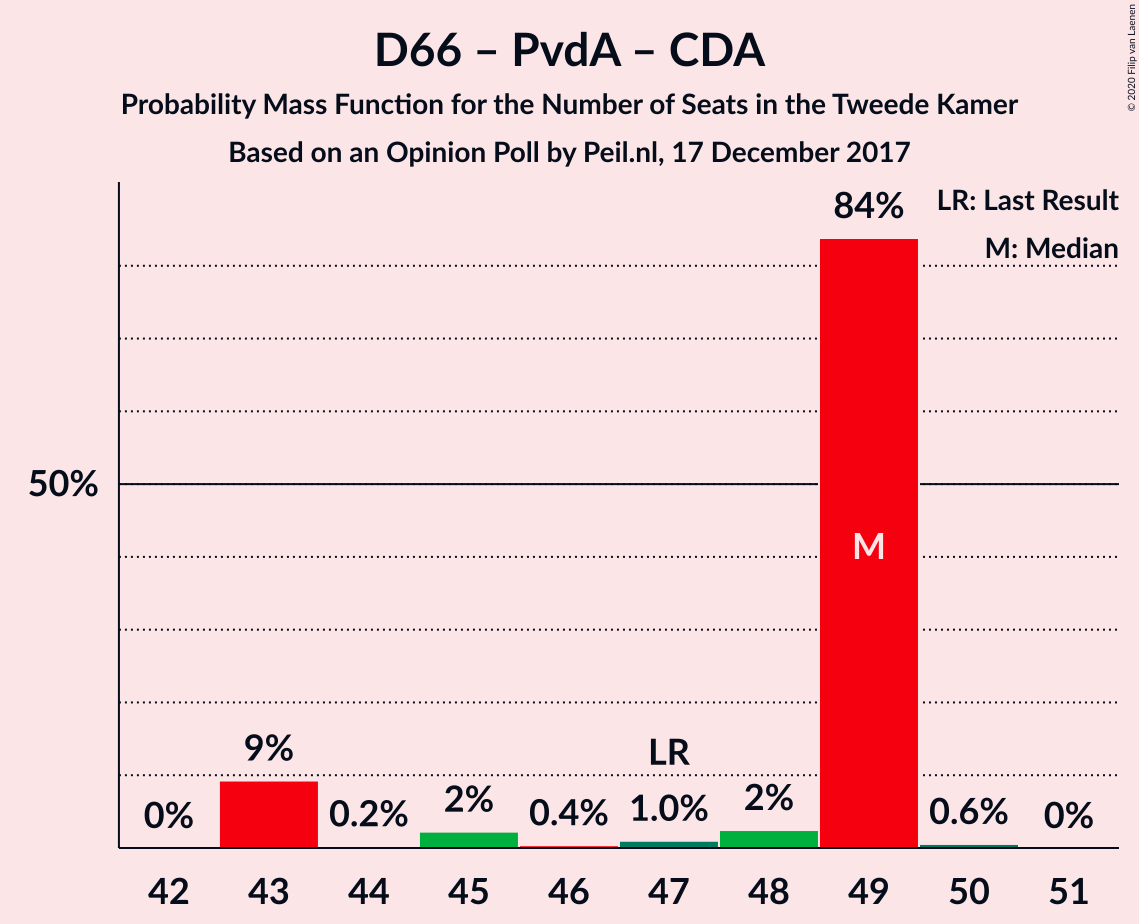 D66 – PvdA – CDA
Probability Mass Function for the Number of Seats in the Tweede Kamer
Based on an Opinion Poll by Peil.nl, 17 December 2017
© 2020 Filip van Laenen
LR: Last Result
M: Median
50%
0%
9%
0.2%
2%
0.4%
LR
1.0%
2%
84%
M
0.6%
0%
42 43 44 45 46 47 48 49 50 51